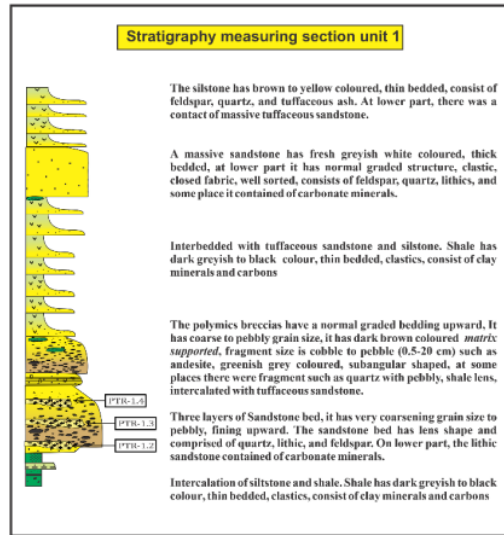 Stratigraphy measuring section unit 1
The silstone has brown to yellow coloured, thin bedded, consist of
feldspar, quartz, and tuffaceous ash. At lower part, there was a
contact of massive tuffaceous sandstone.
A massive sandstone has fresh greyish white coloured, thick
bedded, at lower part it has normal graded structure, clastic,
closed fabric, well sorted, consists of feldspar, quartz, lithics, and
some place it contained of carbonate minerals.
Interbedded with tuffaceous sandstone and silstone. Shale has
dark greyish to black colour, thin bedded, clastics, consist of clay
minerals and carbons
The polymics breccias have a normal graded bedding upward. It
has coarse to pebbly grain size, it has dark brown coloured matrix
supported, fragment size is cobble to pebble (0.5-20 cm) such as
andesite, greenish grey coloured, subangular shaped, at some
places there were fragment such as quartz with pebbly, shale lens,
intercalated with tuffaceous sandstone.
PTR-1.4
PTR-1.3
PTR-1.2
Three layers of Sandstone bed, it has very coarsening grain size to
pebbly, fining upward. The sandstone bed has lens shape and
comprised of quartz, lithic, and feldspar. On lower part, the lithic
sandstone contained of carbonate minerals.
Intercalation of siltstone and shale. Shale has dark greyish to black
colour, thin bedded, clastics, consist of clay minerals and carbons